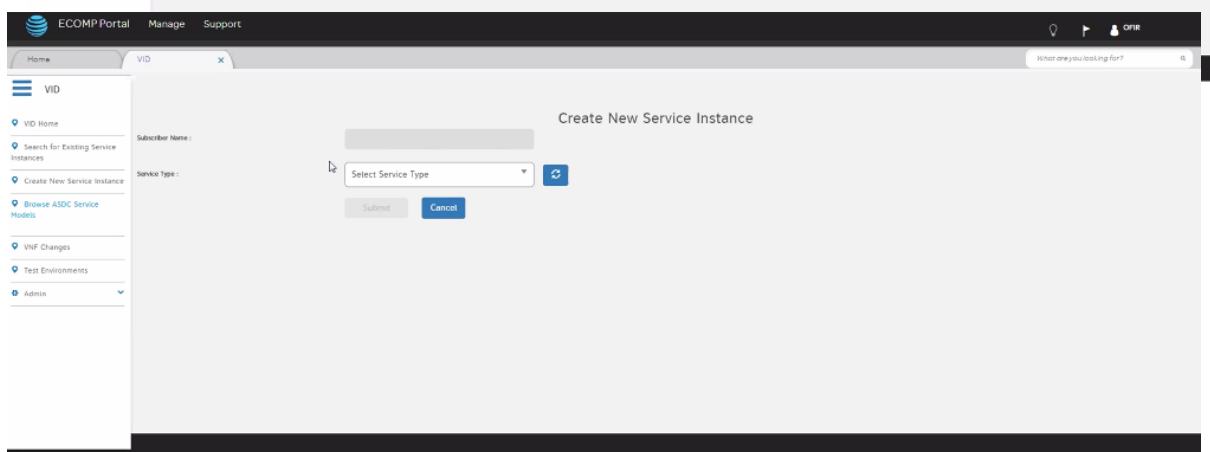 ECOMP Portal Manage Support
OFIR
Home VID x
What are you looking for?
VID
VID Home
Search for Existing Service
Instances
Create New Service Instance
Browse ASDC Service
Models
VNF Changes
Test Environments
Admin
Create New Service Instance
Subscriber Name :
Service Type :
Select Service Type
Submit Cancel